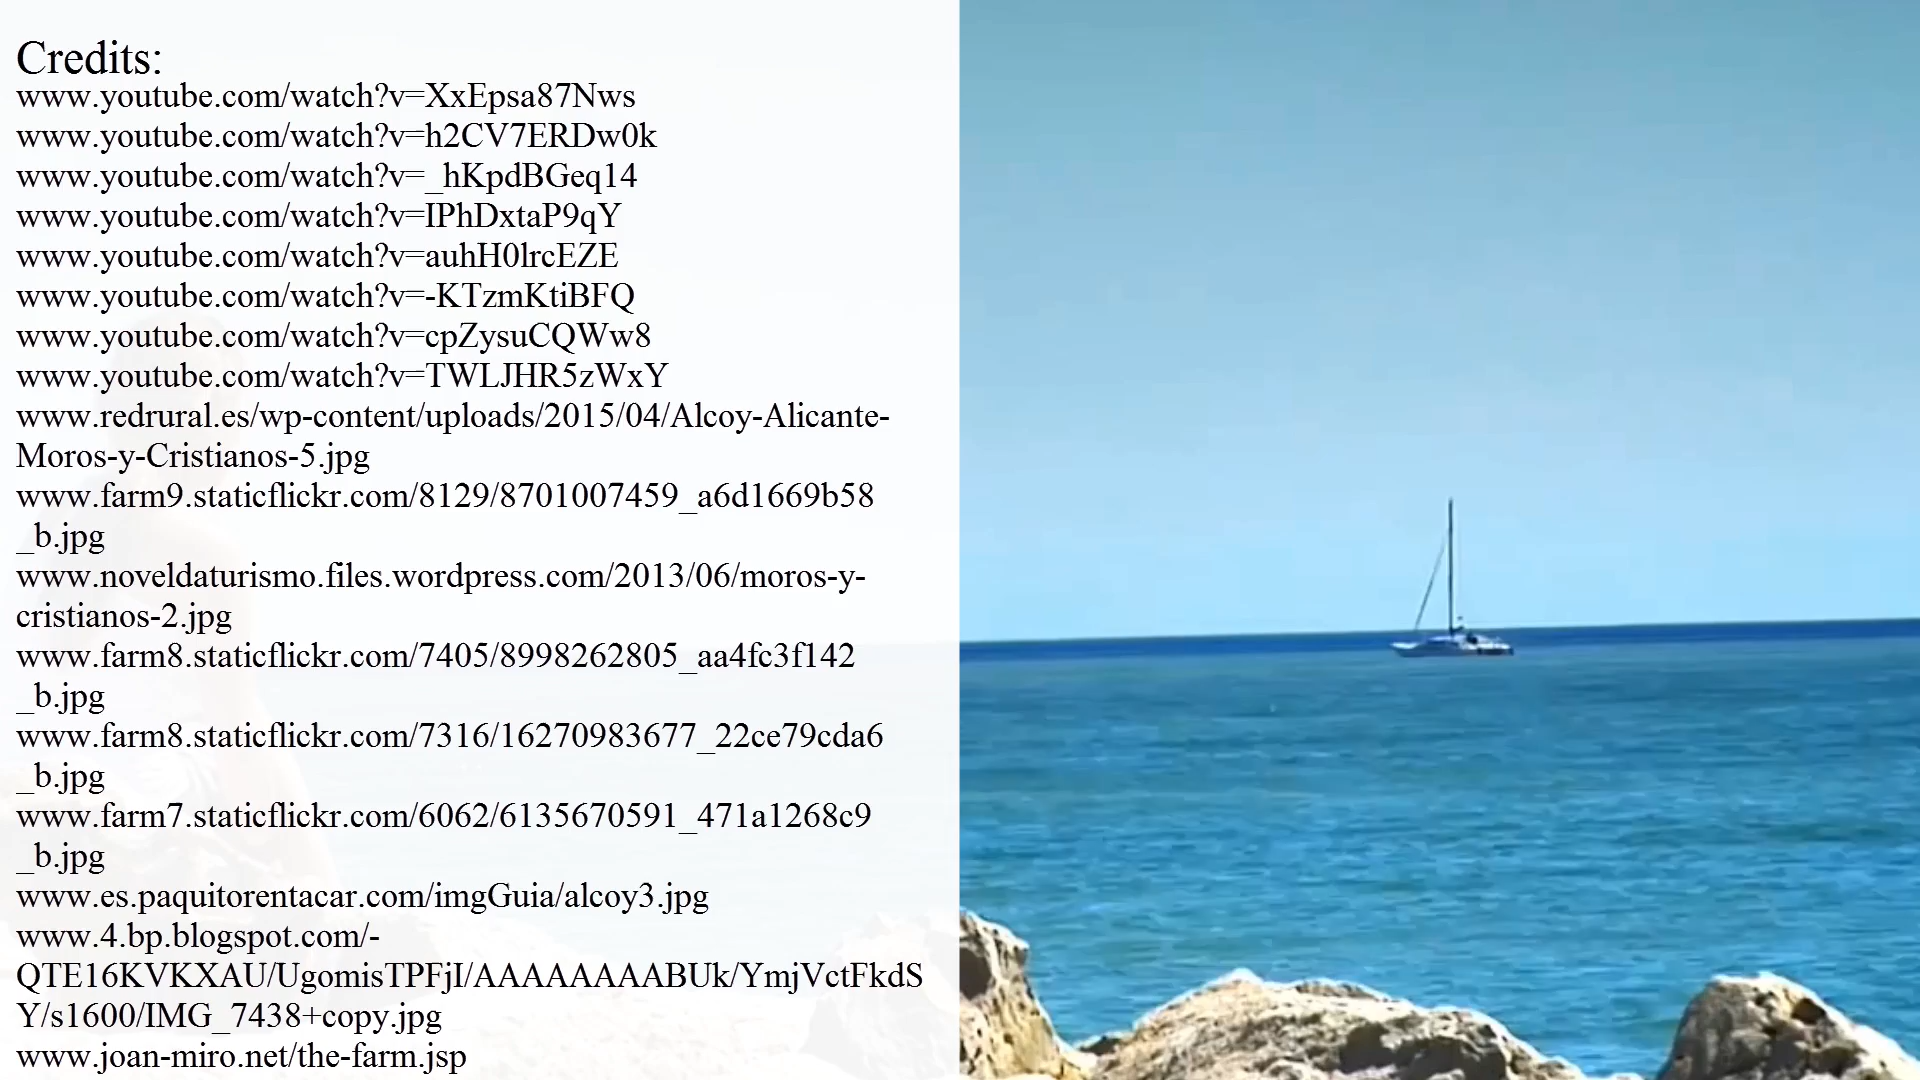 Credits:
www.youtube.com/watch?v=XxEpsa87Nws
www.youtube.com/watch?v=h2CV7ERDw0k
www.youtube.com/watch?v=_hKpdBGeq14
www.youtube.com/watch?v=IPhDxtaP9qY
www.youtube.com/watch?v=auhH0lrcEZE
www.youtube.com/watch?v=-KTzmKtiBFQ
www.youtube.com/watch?v=cpZysuCQWw8
www.youtube.com/watch?v=TWLJHR5zWxY
www.redrural.es/wp-content/uploads/2015/04/Alcoy-Alicante-
Moros-y-Cristianos-5.jpg
www.farm9.staticflickr.com/8129/8701007459_a6d1669b58
_b.jpg
www.noveldaturismo.files.wordpress.com/2013/06/moros-y-
cristianos-2.jpg
www.farm8.staticflickr.com/7405/8998262805_aa4fc3f142
_b.jpg
www.farm8.staticflickr.com/7316/16270983677_22ce79cda6
_b.jpg
www.farm7.staticflickr.com/6062/6135670591_471a1268c9
_b.jpg
www.es.paquitorentacar.com/imgGuia/alcoy3.jpg
www.4.bp.blogspot.com/-
QTE16KVKXAU/UgomisTPFjI/AAAAAAAABUk/YmjVctFkdS
Y/s1600/IMG_7438+copy.jpg
www.joan-miro.net/the-farm.jsp